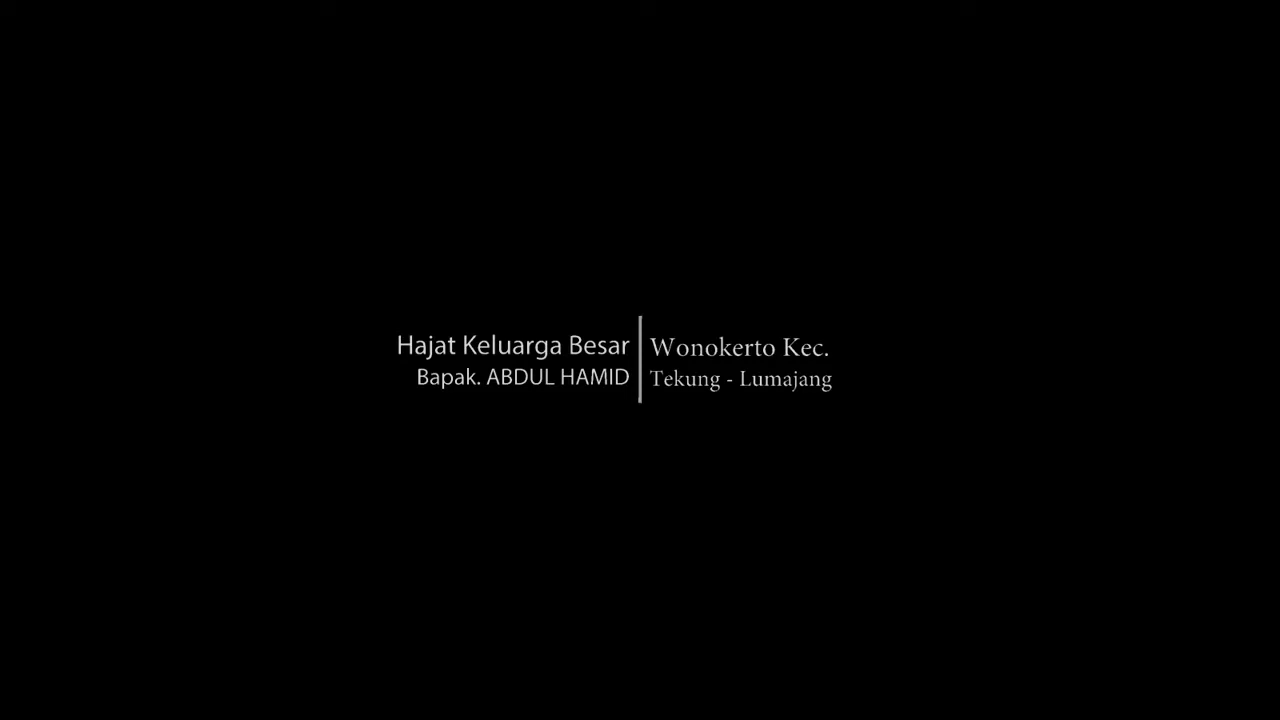 Hajat Keluarga Besar
Bapak. ABDUL HAMID
Wonokerto Kec.
Tekung - Lumajang